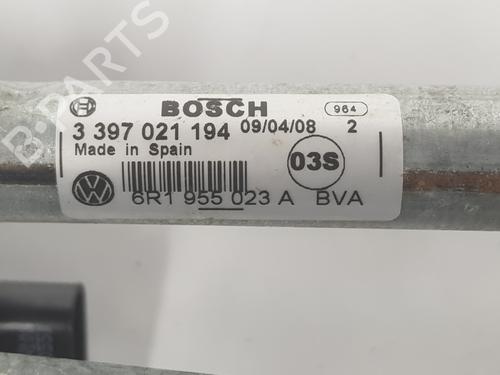 B-PARTS
BOSCH 964
3 397 021 194 09/04/08 2
Made in Spain
03S
6R1 955 023 A BVA